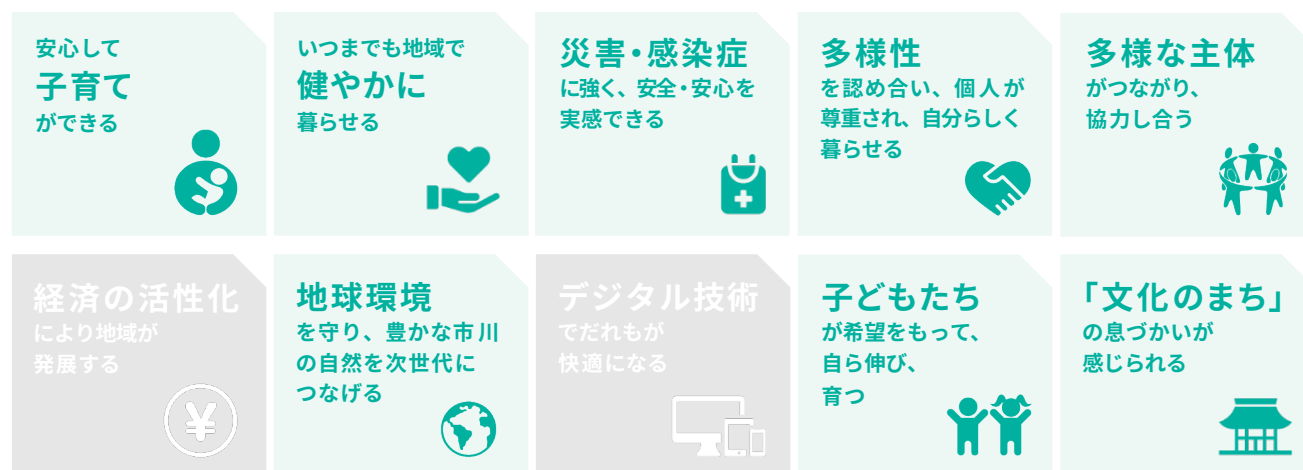 安心して
子育て
ができる
いつまでも地域で
健やかに
暮らせる
災害・感染症
に強く、安全・安心を
実感できる
多様性
を認め合い、個人が
尊重され、自分らしく
暮らせる
多様な主体
がつながり、
協力し合う
経済の活性化
により地域が
発展する
¥
地球環境
を守り、豊かな市川
の自然を次世代に
つなげる
デジタル技術
でだれもが
快適になる
子どもたち
が希望をもって、
自ら伸び、
育つ
「文化のまち」
の息づかいが
感じられる